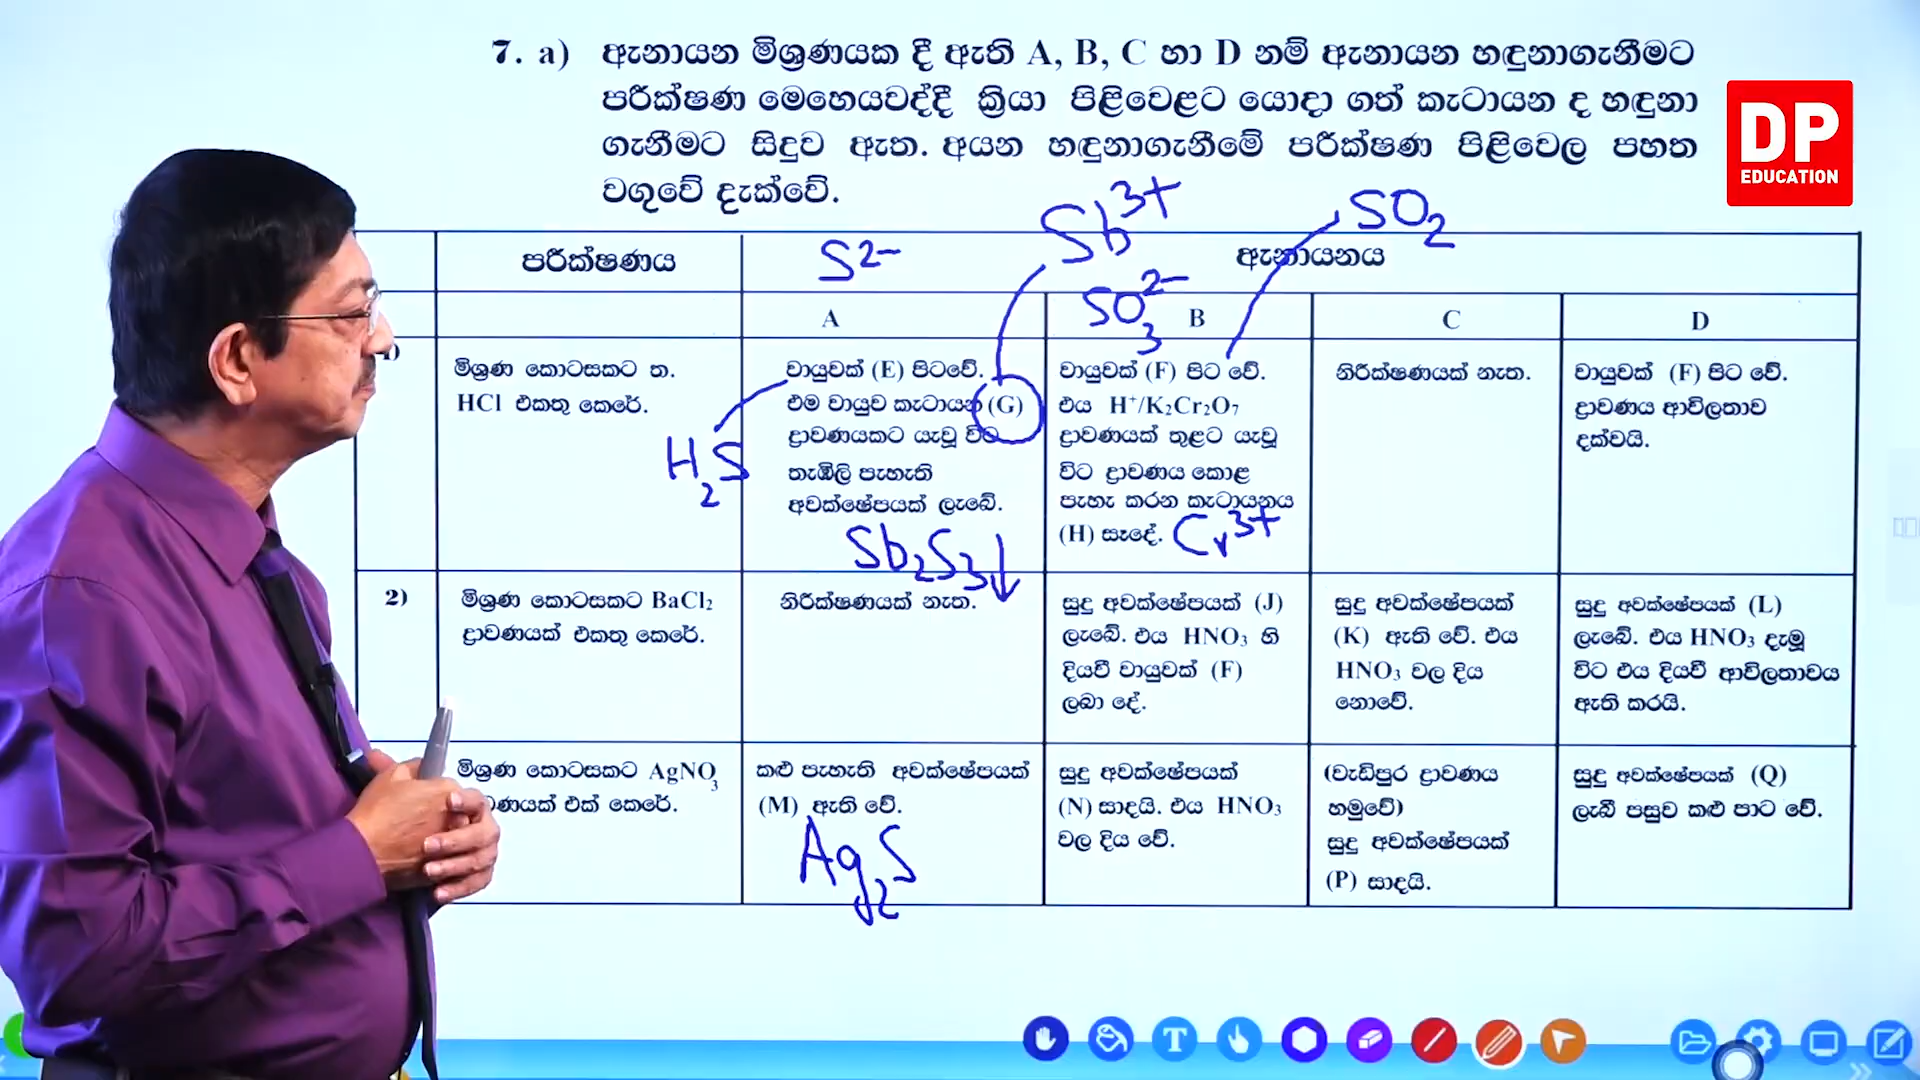 7. a) ඇනායන මිශ්‍රණයක දී ඇති A, B, C හා D නම් ඇනායන හඳුනාගැනීමට
පරීක්ෂණ මෙහෙයවද්දී ක්‍රියා පිළිවෙළට යොදා ගත් කැටායන ද හඳුනා
ගැනීමට සිදුව ඇත. අයන හඳුනාගැනීමේ පරීක්ෂණ පිළිවෙල පහත
වගුවේ දැක්වේ.
DP
EDUCATION
Sb3+
SO2
පරීක්ෂණය
S2-
ඇනායනය
A
SO3 2-
B
C
D
මිශ්‍රණ කොටසකට ත.
HCl එකතු කෙරේ.
වායුවක් (E) පිටවේ.
එම වායුව කැටායන (G)
ද්‍රාවණයකට යැවූ විට
තැඹිලි පැහැති
අවක්ෂේපයක් ලැබේ.
H2S
Sb2S3↓
වායුවක් (F) පිට වේ.
එය H+/K2Cr2O7
ද්‍රාවණයක් තුළට යැවූ
විට ද්‍රාවණය කොළ
පැහැ කරන කැටායනය
(H) සෑදේ. Cr3+
නිරීක්ෂණයක් නැත.
වායුවක් (F) පිට වේ.
ද්‍රාවණය ආවිලතාව
දක්වයි.
2)
මිශ්‍රණ කොටසකට BaCl2
ද්‍රාවණයක් එකතු කෙරේ.
නිරීක්ෂණයක් නැත.
සුදු අවක්ෂේපයක් (J)
ලැබේ. එය HNO3 හි
දියවී වායුවක් (F)
ලබා දේ.
සුදු අවක්ෂේපයක්
(K) ඇති වේ. එය
HNO3 වල දිය
නොවේ.
සුදු අවක්ෂේපයක් (L)
ලැබේ. එය HNO3 දැමූ
විට එය දියවී ආවිලතාවය
ඇති කරයි.
මිශ්‍රණ කොටසකට AgNO3
එක් කෙරේ.
කළු පැහැති අවක්ෂේපයක්
(M) ඇති වේ.
Ag2S
සුදු අවක්ෂේපයක්
(N) සාදයි. එය HNO3
වල දිය වේ.
(වැඩිපුර ද්‍රාවණය
හමුවේ)
සුදු අවක්ෂේපයක්
(P) සාදයි.
සුදු අවක්ෂේපයක් (Q)
ලැබී පසුව කළු පාට වේ.